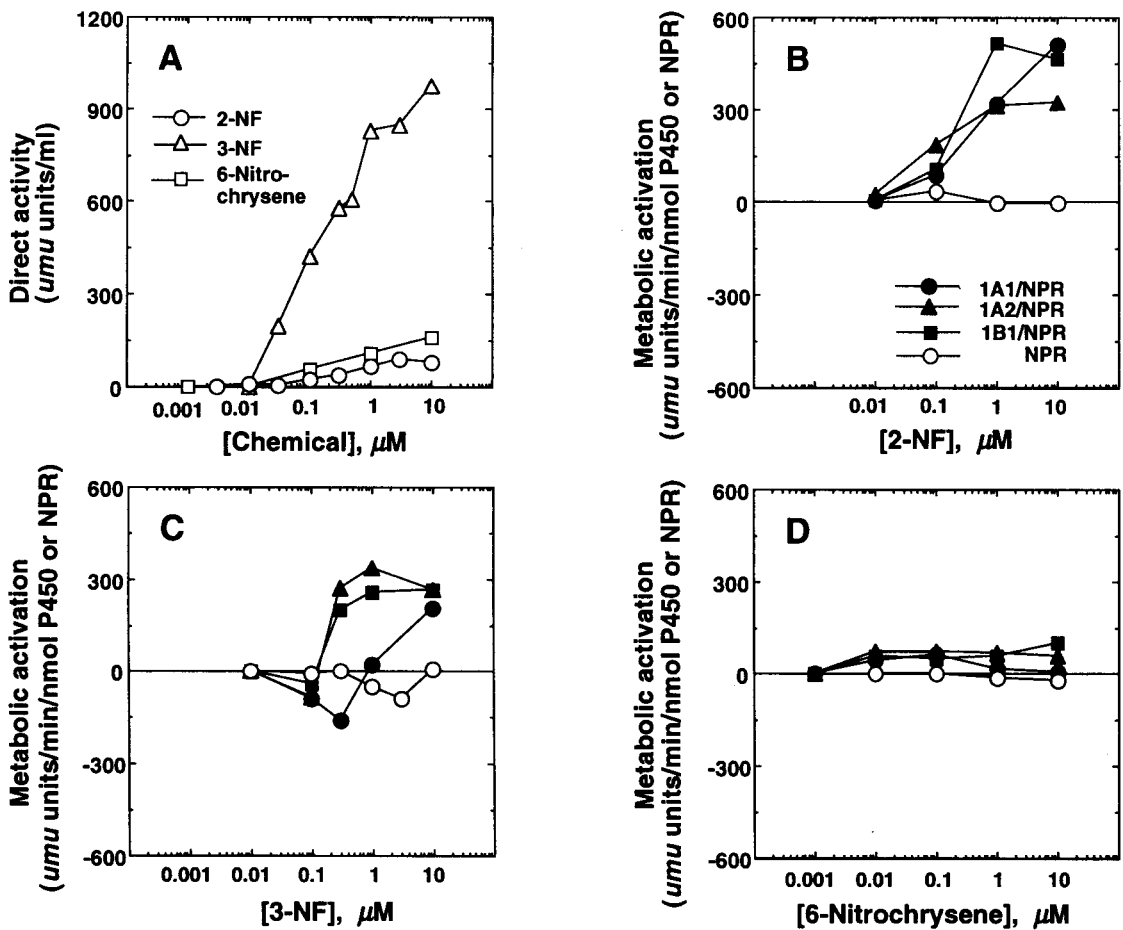 A
1200
900
600
300
0
Direct activity
(umu units/ml)
2-NF
3-NF
6-Nitro-
chrysene
0.001 0.01 0.1 1 10
[Chemical], μM
B
600
300
0
-300
-600
Metabolic activation
(umu units/min/nmol P450 or NPR)
1A1/NPR
1A2/NPR
1B1/NPR
NPR
0.01 0.1 1 10
[2-NF], μM
C
600
300
0
-300
-600
Metabolic activation
(umu units/min/nmol P450 or NPR)
0.001 0.01 0.1 1 10
[3-NF], μM
D
600
300
0
-300
-600
Metabolic activation
(umu units/min/nmol P450 or NPR)
0.001 0.01 0.1 1 10
[6-Nitrochrysene], μM